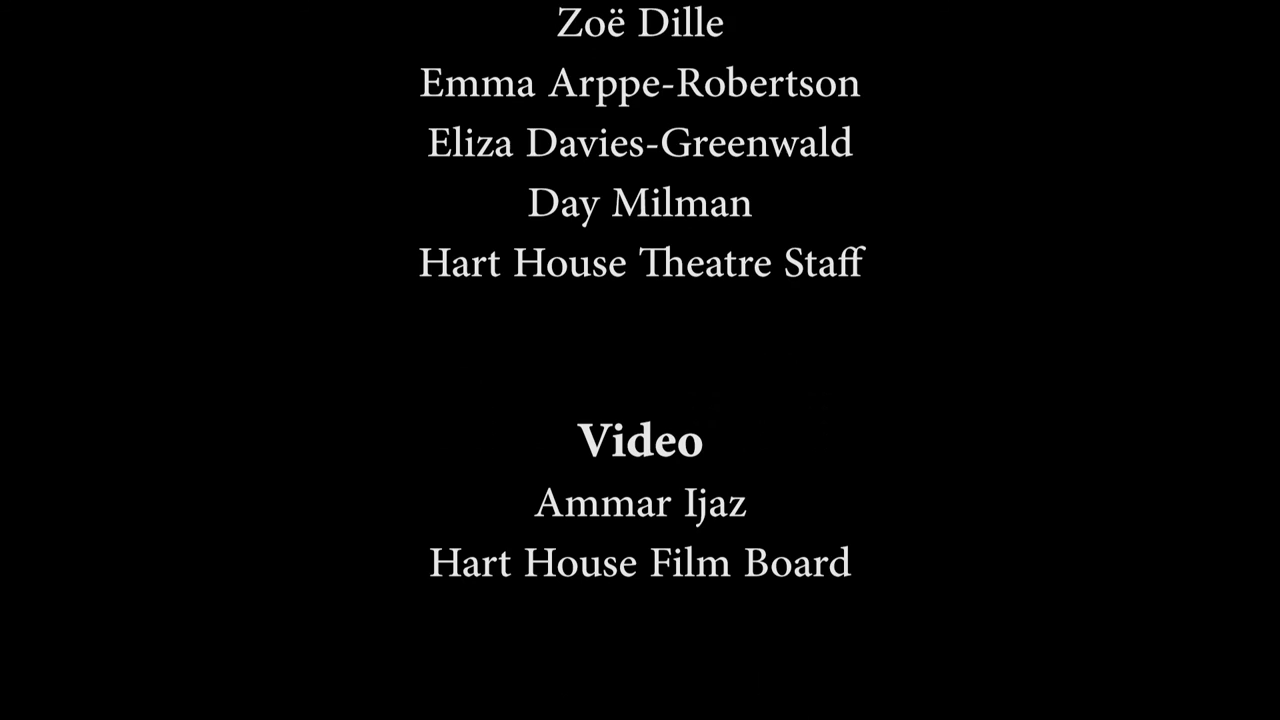 Zoë Dille
Emma Arppe-Robertson
Eliza Davies-Greenwald
Day Milman
Hart House Theatre Staff
Video
Ammar Ijaz
Hart House Film Board